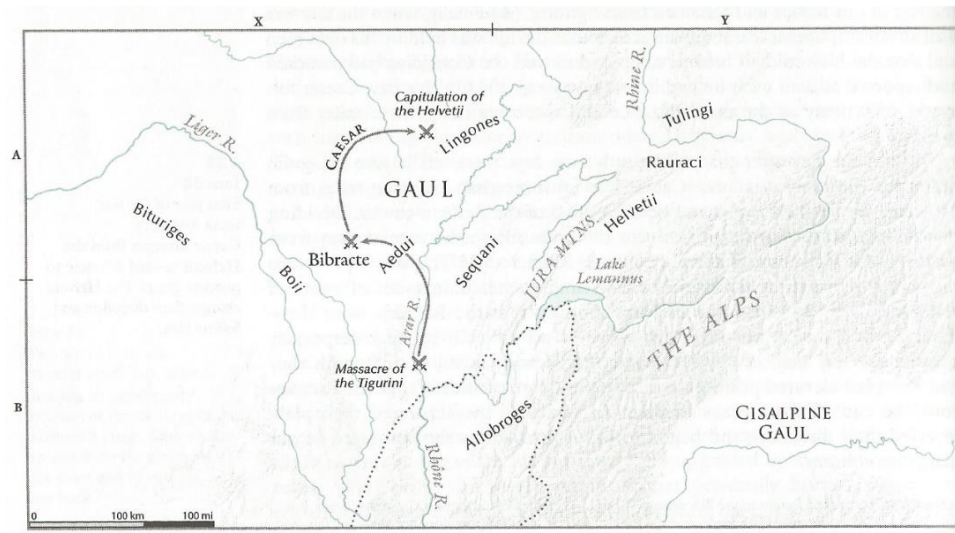 X
Y
A
B
Liger R.
Bituriges
Boii
Capitulation of
the Helvetii
CAESAR
Lingones
GAUL
Bibracte
Aedui
Sequani
Arar R.
Massacre of
the Tigurini
Rhône R
Rhine R.
Tulingi
Rauraci
Helvetii
JURA MTNS.
Lake
Lemannus
THE ALPS
Allobroges
CISALPINE
GAUL
0
100 km
100 mi